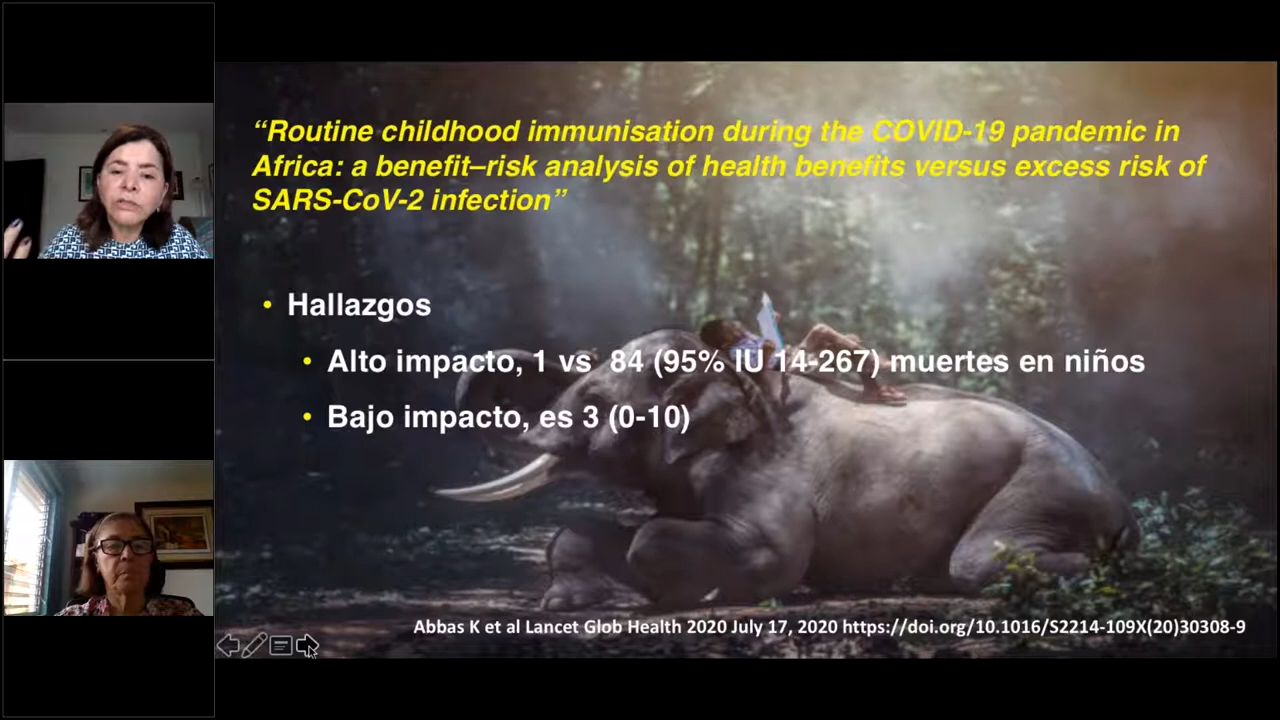 “Routine childhood immunisation during the COVID-19 pandemic in
Africa: a benefit–risk analysis of health benefits versus excess risk of
SARS-CoV-2 infection”
• Hallazgos
• Alto impacto, 1 vs 84 (95% IU 14-267) muertes en niños
• Bajo impacto, es 3 (0-10)
Abbas K et al Lancet Glob Health 2020 July 17, 2020 https://doi.org/10.1016/S2214-109X(20)30308-9